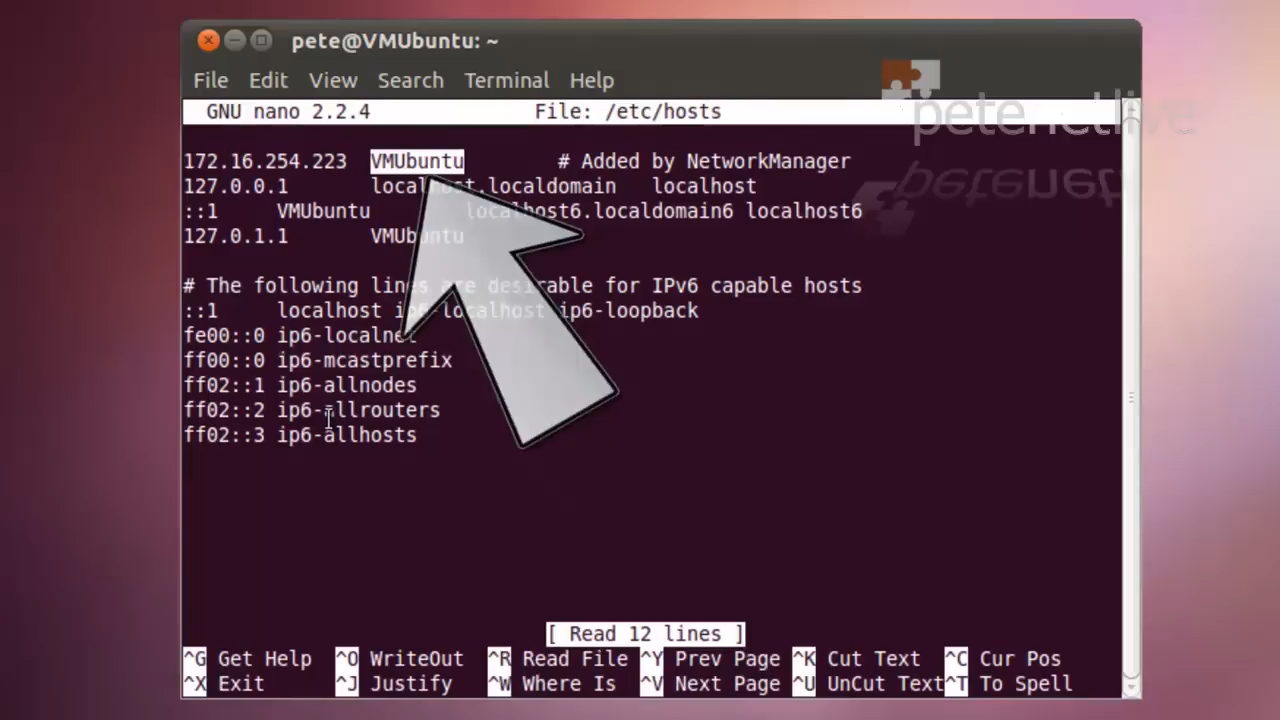 pete@VMUbuntu: ~
File Edit View Search Terminal Help
petenetlive
GNU nano 2.2.4 File: /etc/hosts
172.16.254.223 VMUbuntu # Added by NetworkManager
127.0.0.1 localhost.localdomain localhost
::1 VMUbuntu localhost6.localdomain6 localhost6
127.0.1.1 VMUbuntu
# The following lines are desirable for IPv6 capable hosts
::1 localhost ip6-localhost ip6-loopback
fe00::0 ip6-localnet
ff00::0 ip6-mcastprefix
ff02::1 ip6-allnodes
ff02::2 ip6-allrouters
ff02::3 ip6-allhosts
[ Read 12 lines ]
^G Get Help ^O WriteOut ^R Read File ^Y Prev Page ^K Cut Text ^C Cur Pos
^X Exit ^J Justify ^W Where Is ^V Next Page ^U UnCut Text ^T To Spell